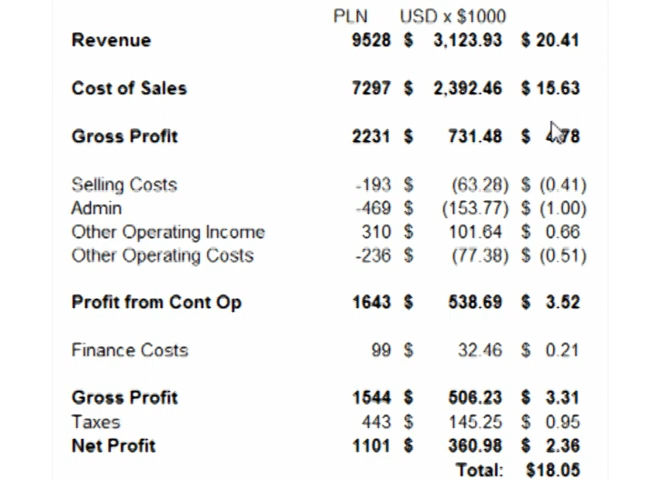 PLN USD x $1000
Revenue 9528 $ 3,123.93 $ 20.41
Cost of Sales 7297 $ 2,392.46 $ 15.63
Gross Profit 2231 $ 731.48 $ 4.78
Selling Costs -193 $ (63.28) $ (0.41)
Admin -469 $ (153.77) $ (1.00)
Other Operating Income 310 $ 101.64 $ 0.66
Other Operating Costs -236 $ (77.38) $ (0.51)
Profit from Cont Op 1643 $ 538.69 $ 3.52
Finance Costs 99 $ 32.46 $ 0.21
Gross Profit 1544 $ 506.23 $ 3.31
Taxes 443 $ 145.25 $ 0.95
Net Profit 1101 $ 360.98 $ 2.36
Total: $18.05